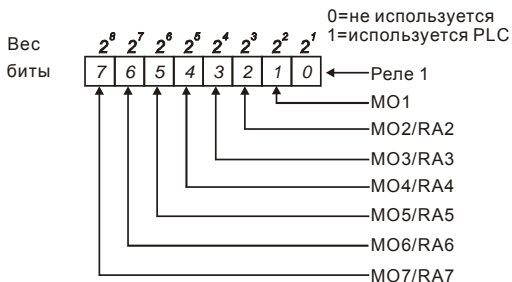 0=не используется
1=используется PLC
Вес 2⁸ 2⁷ 2⁶ 2⁵ 2⁴ 2³ 2² 2¹
биты 7 6 5 4 3 2 1 0 Реле 1
MO1
MO2/RA2
MO3/RA3
MO4/RA4
MO5/RA5
MO6/RA6
MO7/RA7